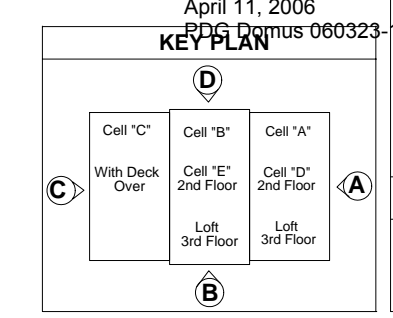 April 11, 2006
PDG Domus 060323-
KEY PLAN
D
Cell "C"
With Deck
Over
Cell "B"
Cell "E"
2nd Floor
Loft
3rd Floor
Cell "A"
Cell "D"
2nd Floor
Loft
3rd Floor
C
A
B